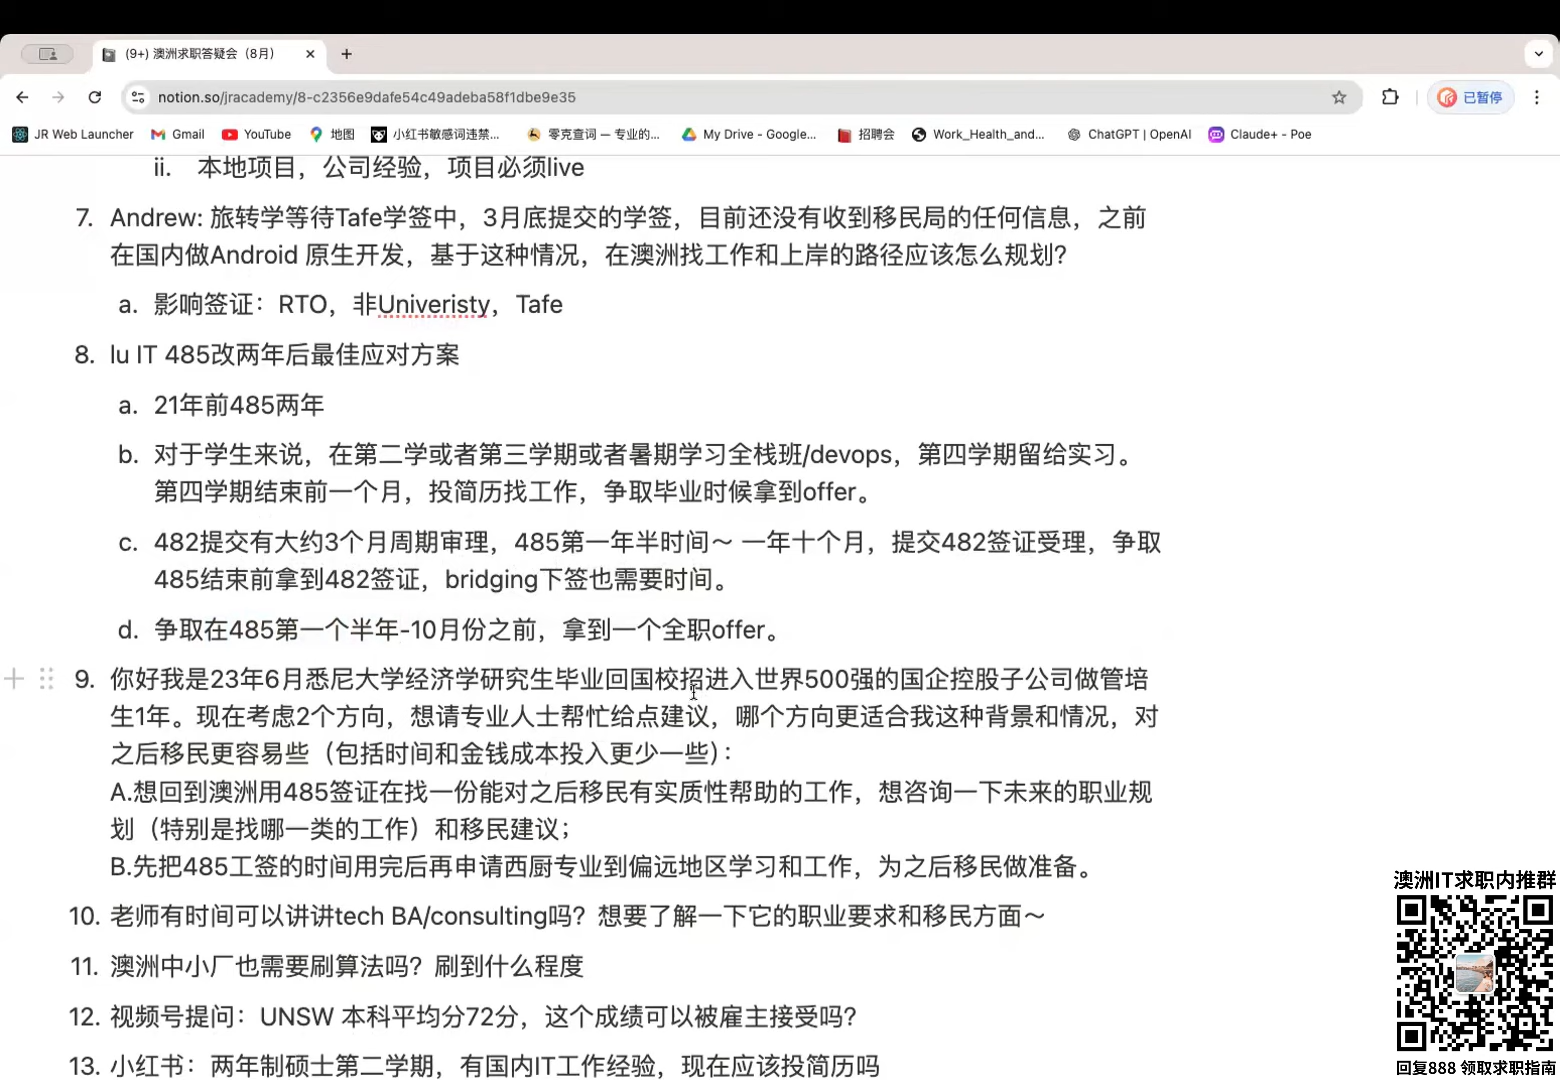 (9+) 澳洲求职答疑会（8月）
notion.so/jracademy/8-c2356e9dafe54c49adeba58f1dbe9e35
已暂停
JR Web Launcher Gmail YouTube 地图 小红书敏感词违禁... 零克查词 — 专业的... My Drive - Google... 招聘会 Work_Health_and... ChatGPT | OpenAI Claude+ - Poe
ii. 本地项目，公司经验，项目必须live
7. Andrew: 旅转学等待Tafe学签中，3月底提交的学签，目前还没有收到移民局的任何信息，之前
在国内做Android 原生开发，基于这种情况，在澳洲找工作和上岸的路径应该怎么规划？
a. 影响签证：RTO，非Univeristy，Tafe
8. lu IT 485改两年后最佳应对方案
a. 21年前485两年
b. 对于学生来说，在第二学或者第三学期或者暑期学习全栈班/devops，第四学期留给实习。
第四学期结束前一个月，投简历找工作，争取毕业时候拿到offer。
c. 482提交有大约3个月周期审理，485第一年半时间～ 一年十个月，提交482签证受理，争取
485结束前拿到482签证，bridging下签也需要时间。
d. 争取在485第一个半年-10月份之前，拿到一个全职offer。
9. 你好我是23年6月悉尼大学经济学研究生毕业回国校招进入世界500强的国企控股子公司做管培
生1年。现在考虑2个方向，想请专业人士帮忙给点建议，哪个方向更适合我这种背景和情况，对
之后移民更容易些（包括时间和金钱成本投入更少一些）：
A.想回到澳洲用485签证在找一份能对之后移民有实质性帮助的工作，想咨询一下未来的职业规
划（特别是找哪一类的工作）和移民建议；
B.先把485工签的时间用完后再申请西厨专业到偏远地区学习和工作，为之后移民做准备。
10. 老师有时间可以讲讲tech BA/consulting吗？想要了解一下它的职业要求和移民方面～
11. 澳洲中小厂也需要刷算法吗？刷到什么程度
12. 视频号提问：UNSW 本科平均分72分，这个成绩可以被雇主接受吗？
13. 小红书：两年制硕士第二学期，有国内IT工作经验，现在应该投简历吗
澳洲IT求职内推群
回复888 领取求职指南